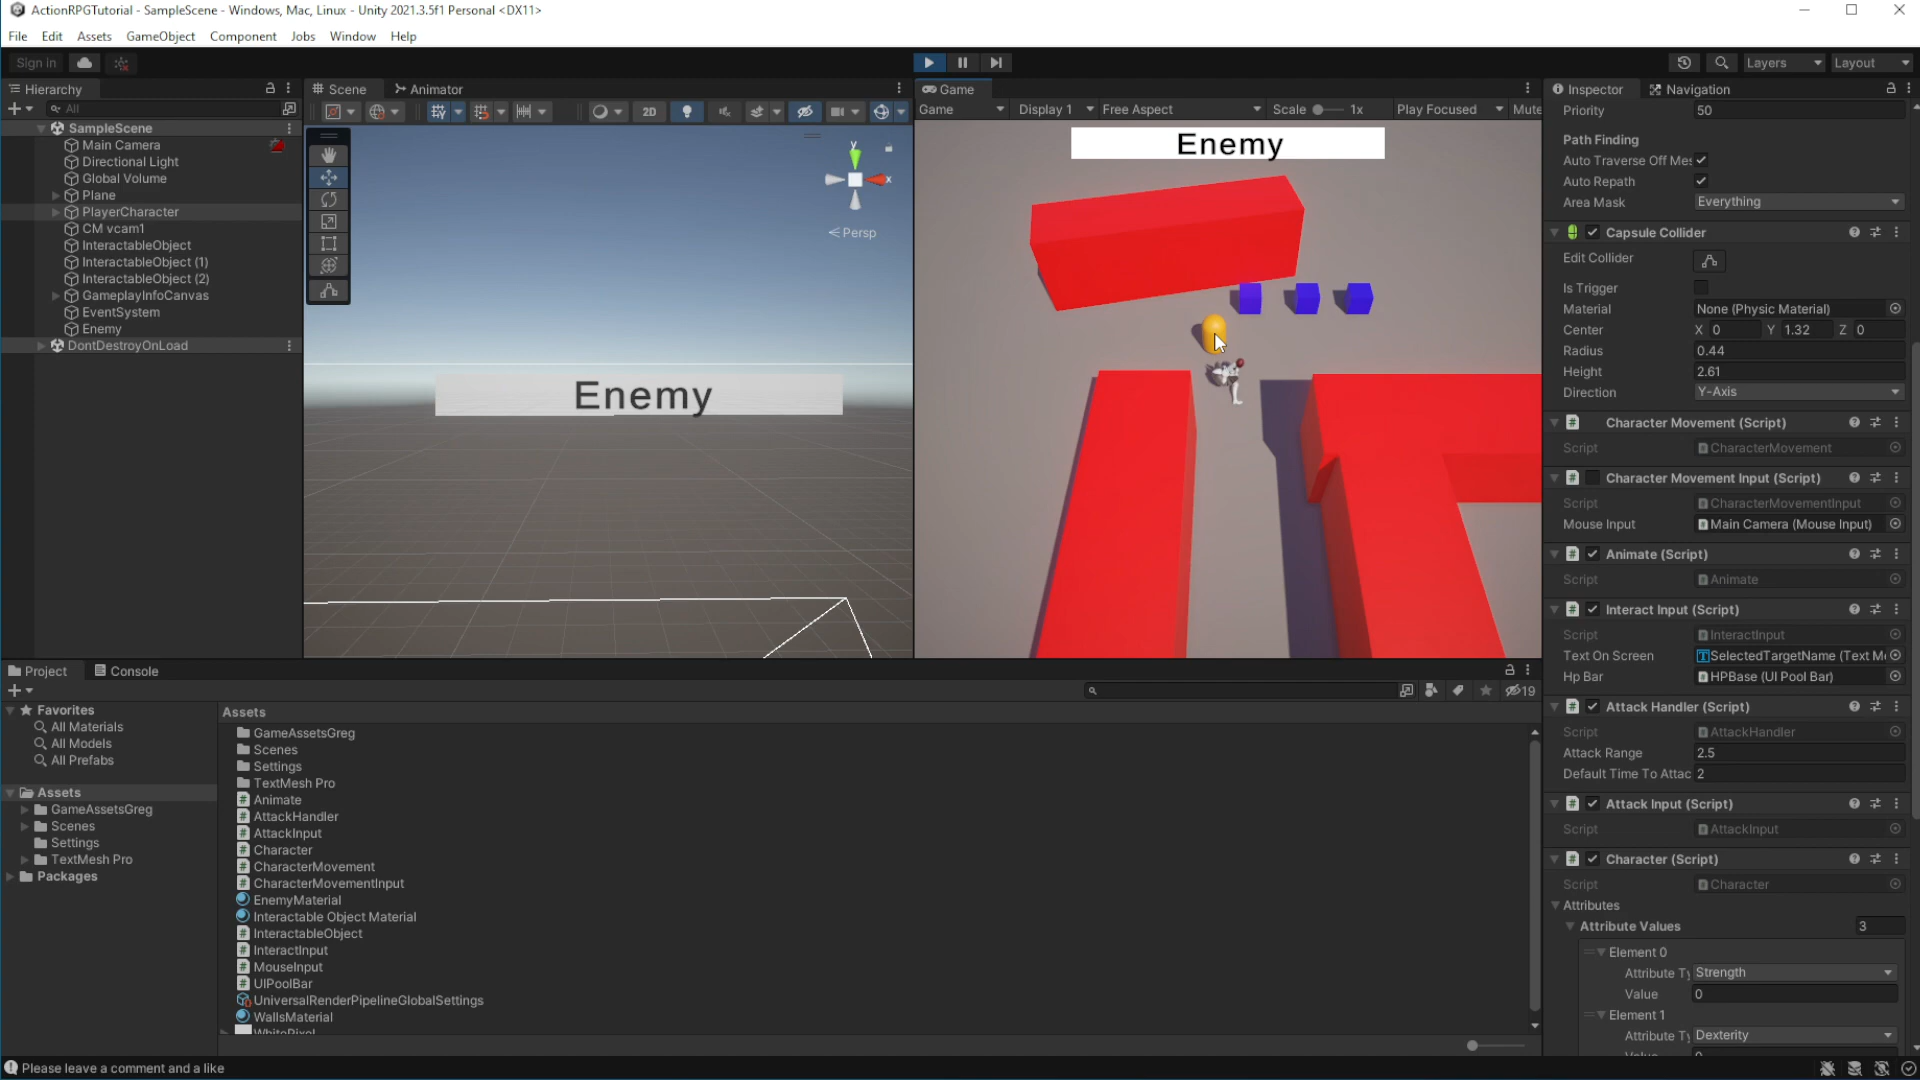 ActionRPGTutorial - SampleScene - Windows, Mac, Linux - Unity 2021.3.5f1 Personal <DX11>
File Edit Assets GameObject Component Jobs Window Help
Sign in
Layers
Layout
Hierarchy
All
SampleScene
Main Camera
Directional Light
Global Volume
Plane
PlayerCharacter
CM vcam1
InteractableObject
InteractableObject (1)
InteractableObject (2)
GameplayInfoCanvas
EventSystem
Enemy
DontDestroyOnLoad
Scene
Animator
2D
y
x
Persp
Enemy
Game
Game Display 1 Free Aspect Scale 1x Play Focused Mute
Enemy
Inspector
Navigation
Priority 50
Path Finding
Auto Traverse Off Mes
Auto Repath
Area Mask Everything
Capsule Collider
Edit Collider
Is Trigger
Material None (Physic Material)
Center X 0 Y 1.32 Z 0
Radius 0.44
Height 2.61
Direction Y-Axis
Character Movement (Script)
Script CharacterMovement
Character Movement Input (Script)
Script CharacterMovementInput
Mouse Input Main Camera (Mouse Input)
Animate (Script)
Script Animate
Interact Input (Script)
Script InteractInput
Text On Screen SelectedTargetName (Text M
Hp Bar HPBase (UI Pool Bar)
Attack Handler (Script)
Script AttackHandler
Attack Range 2.5
Default Time To Attac 2
Attack Input (Script)
Script AttackInput
Character (Script)
Script Character
Attributes
Attribute Values 3
Element 0
Attribute Ty Strength
Value 0
Element 1
Attribute Ty Dexterity
Project
Console
19
Favorites
All Materials
All Models
All Prefabs
Assets
GameAssetsGreg
Scenes
Settings
TextMesh Pro
Packages
Assets
GameAssetsGreg
Scenes
Settings
TextMesh Pro
Animate
AttackHandler
AttackInput
Character
CharacterMovement
CharacterMovementInput
EnemyMaterial
Interactable Object Material
InteractableObject
InteractInput
MouseInput
UIPoolBar
UniversalRenderPipelineGlobalSettings
WallsMaterial
WhitePixel
Please leave a comment and a like